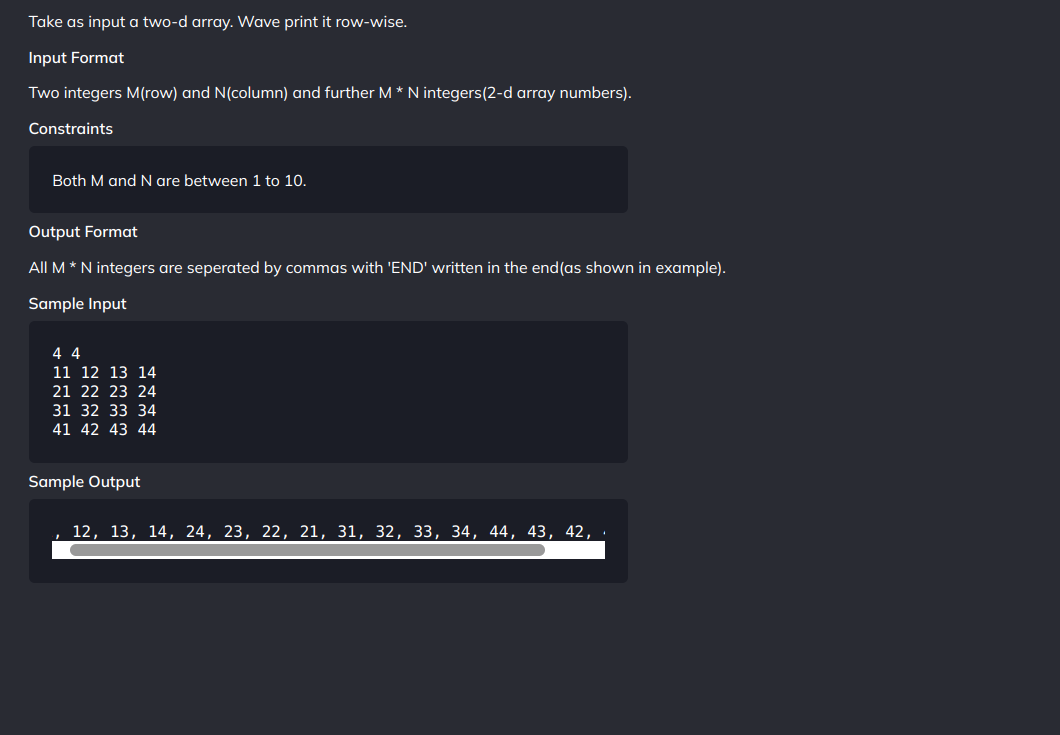 Take as input a two-d array. Wave print it row-wise.
Input Format
Two integers M(row) and N(column) and further M * N integers(2-d array numbers).
Constraints
Both M and N are between 1 to 10.
Output Format
All M * N integers are seperated by commas with 'END' written in the end(as shown in example).
Sample Input
4 4
11 12 13 14
21 22 23 24
31 32 33 34
41 42 43 44
Sample Output
, 12, 13, 14, 24, 23, 22, 21, 31, 32, 33, 34, 44, 43, 42,